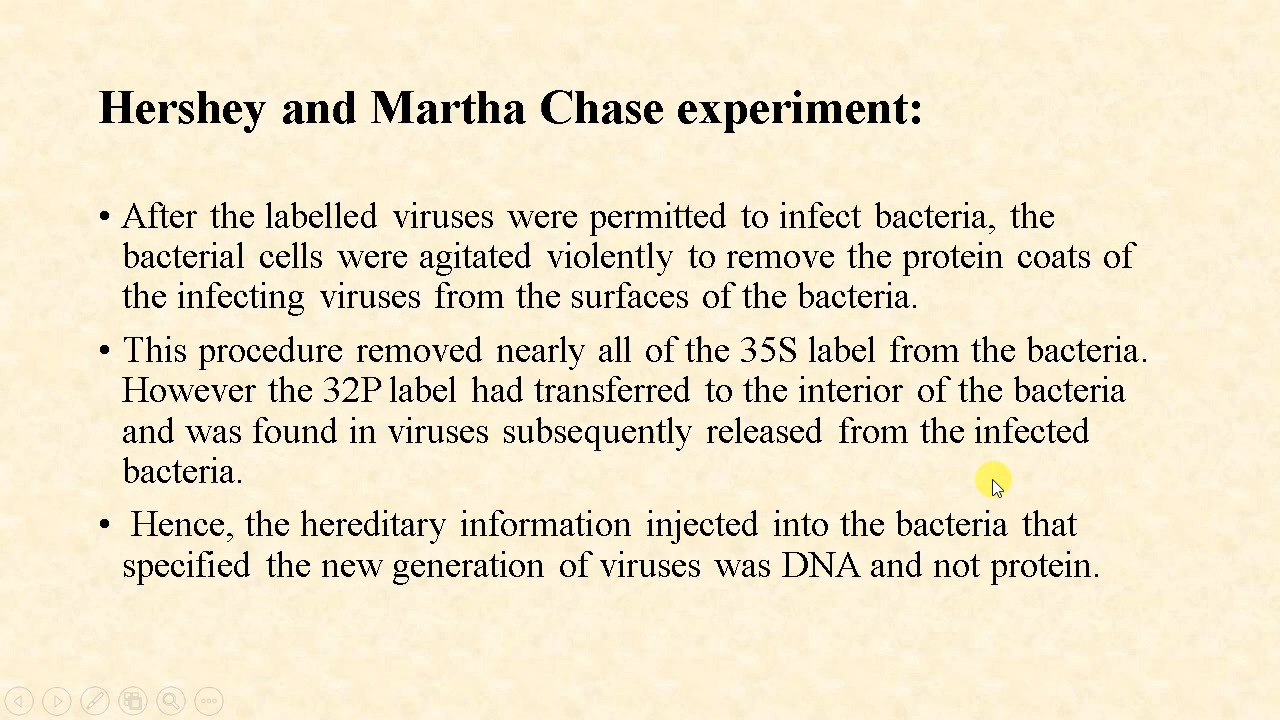 Hershey and Martha Chase experiment:
• After the labelled viruses were permitted to infect bacteria, the
bacterial cells were agitated violently to remove the protein coats of
the infecting viruses from the surfaces of the bacteria.
• This procedure removed nearly all of the 35S label from the bacteria.
However the 32P label had transferred to the interior of the bacteria
and was found in viruses subsequently released from the infected
bacteria.
• Hence, the hereditary information injected into the bacteria that
specified the new generation of viruses was DNA and not protein.